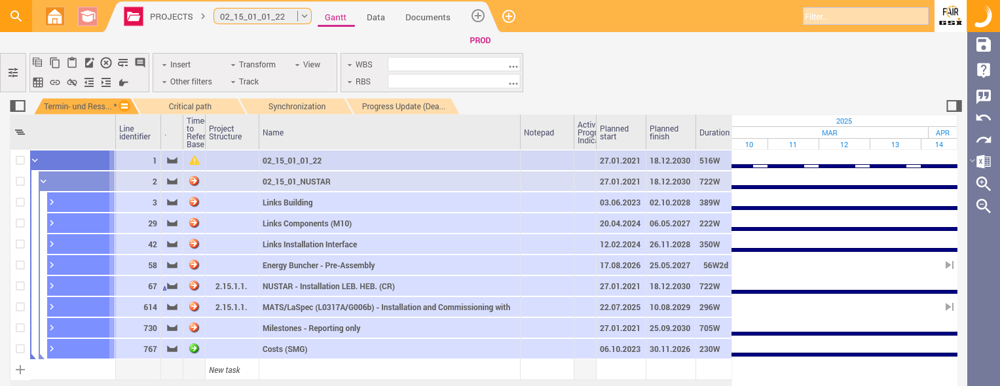 PROJECTS
02_15_01_01_22
Gantt
Data
Documents
Filter...
FAIR
GSI
PROD
Insert
Transform
View
Other filters
Track
WBS
...
RBS
...
Termin- und Ress... *
Critical path
Synchronization
Progress Update (Dea...
Line identifier
.
Time to Refer Base
Project Structure
Name
Notepad
Activ Progr Indica
Planned start
Planned finish
Duration
2025
MAR
APR
10
11
12
13
14
1 02_15_01_01_22 27.01.2021 18.12.2030 516W
2 02_15_01_NUSTAR 27.01.2021 18.12.2030 722W
3 Links Building 03.06.2023 02.10.2028 389W
29 Links Components (M10) 20.04.2024 06.05.2027 222W
42 Links Installation Interface 12.02.2024 26.11.2028 350W
58 Energy Buncher - Pre-Assembly 17.08.2026 25.05.2027 56W2d
67 2.15.1.1. NUSTAR - Installation LEB. HEB. (CR) 27.01.2021 18.12.2030 722W
614 2.15.1.1. MATS/LaSpec (L0317A/G006b) - Installation and Commissioning with 22.07.2025 10.08.2029 296W
730 Milestones - Reporting only 27.01.2021 25.09.2030 705W
767 Costs (SMG) 06.10.2023 30.11.2026 230W
New task